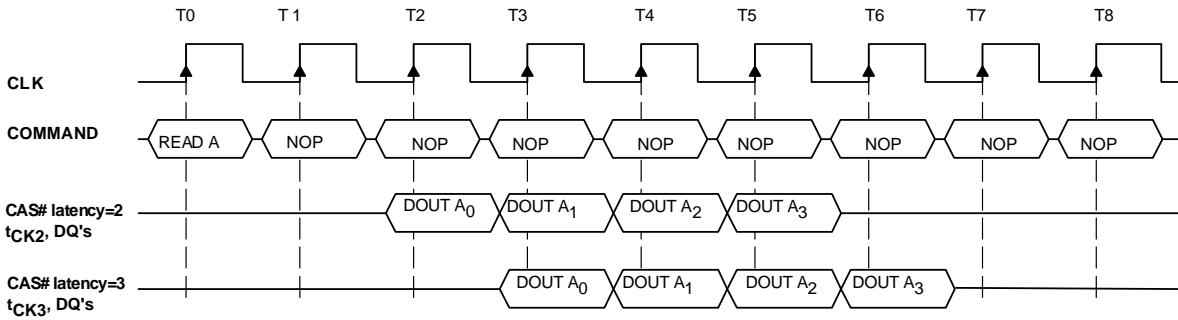 T0 T 1 T2 T3 T4 T5 T6 T7 T8
CLK
COMMAND READ A NOP NOP NOP NOP NOP NOP NOP NOP
CAS# latency=2 DOUT A0 DOUT A1 DOUT A2 DOUT A3
tCK2, DQ's
CAS# latency=3 DOUT A0 DOUT A1 DOUT A2 DOUT A3
tCK3, DQ's